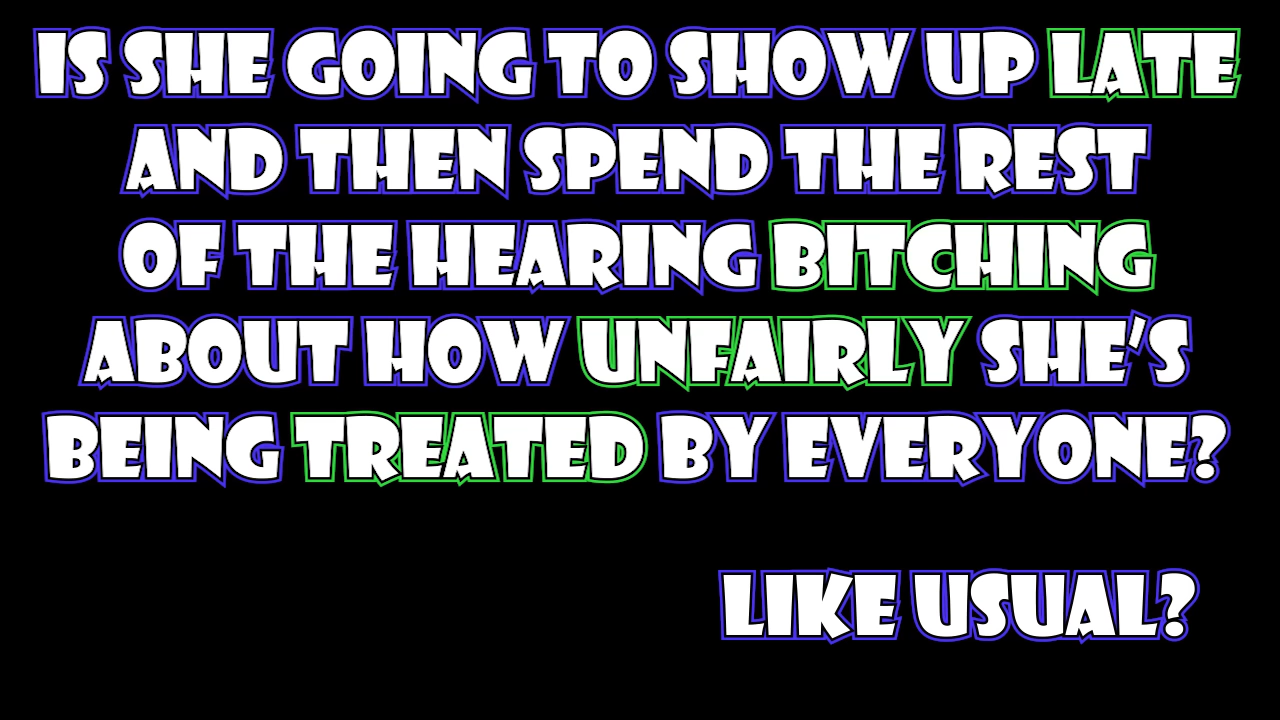 IS SHE GOING TO SHOW UP LATE
AND THEN SPEND THE REST
OF THE HEARING BITCHING
ABOUT HOW UNFAIRLY SHE'S
BEING TREATED BY EVERYONE?
LIKE USUAL?